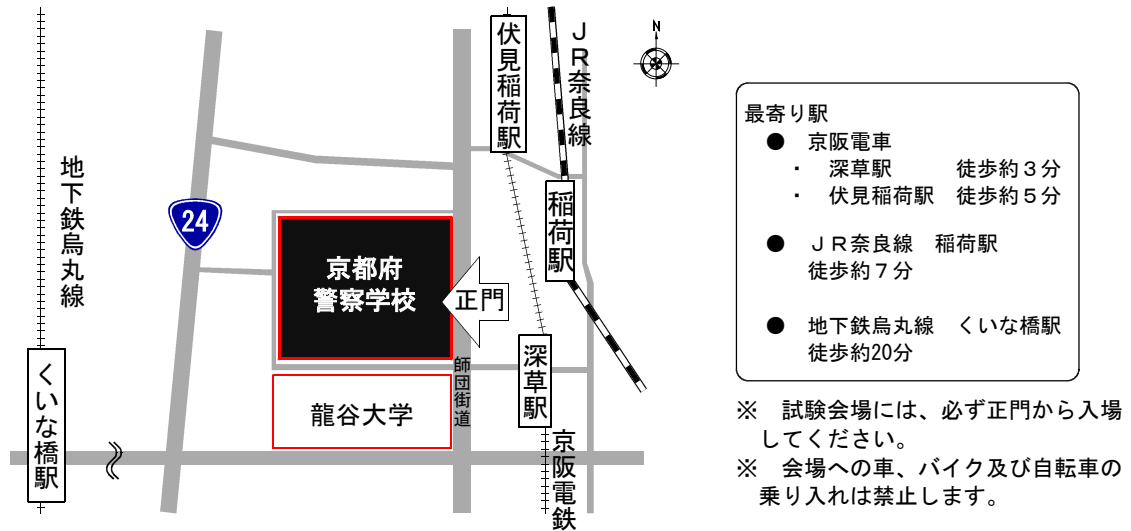 伏見稲荷駅
ＪＲ奈良線
N
地下鉄烏丸線
24
稲荷駅
京都府
警察学校
正門
くいな橋駅
師団街道
深草駅
龍谷大学
京阪電鉄
最寄り駅
● 京阪電車
・ 深草駅 徒歩約３分
・ 伏見稲荷駅 徒歩約５分
● ＪＲ奈良線 稲荷駅
徒歩約７分
● 地下鉄烏丸線 くいな橋駅
徒歩約20分
※ 試験会場には、必ず正門から入場
してください。
※ 会場への車、バイク及び自転車の
乗り入れは禁止します。